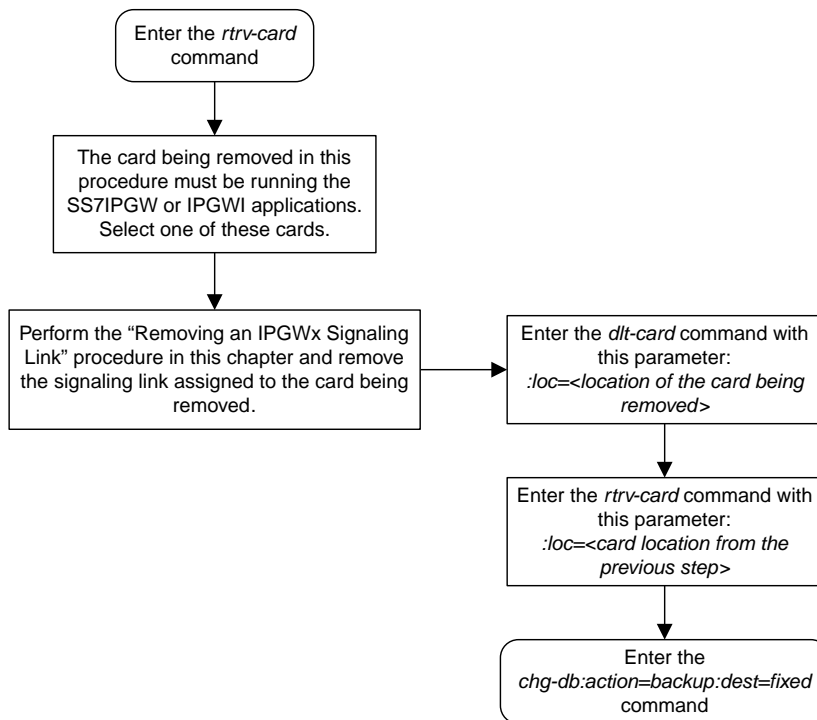 Enter the rtrv-card
command
The card being removed in this
procedure must be running the
SS7IPGW or IPGWI applications.
Select one of these cards.
Perform the “Removing an IPGWx Signaling
Link” procedure in this chapter and remove
the signaling link assigned to the card being
removed.
Enter the dlt-card command with
this parameter:
:loc=<location of the card being
removed>
Enter the rtrv-card command with
this parameter:
:loc=<card location from the
previous step>
Enter the
chg-db:action=backup:dest=fixed
command